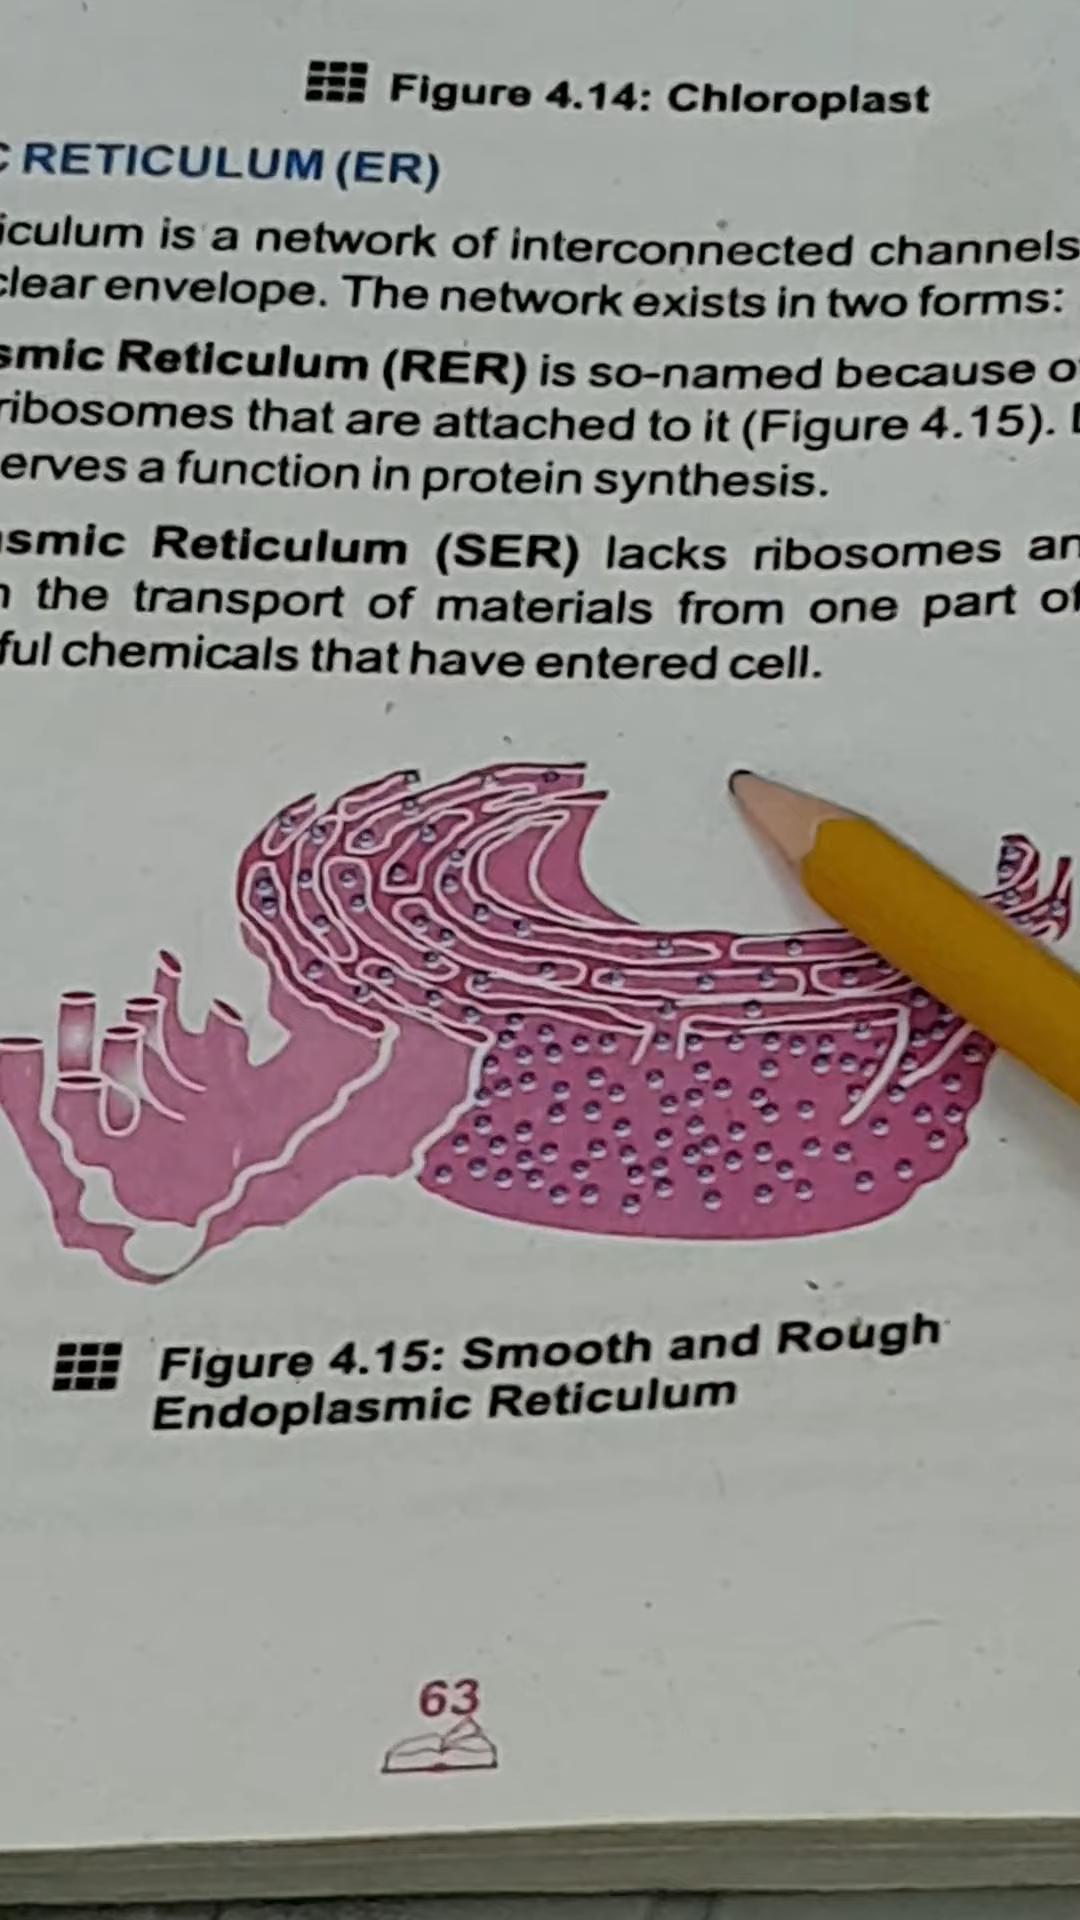 Figure 4.14: Chloroplast
RETICULUM (ER)
iculum is a network of interconnected channels
clear envelope. The network exists in two forms:
smic Reticulum (RER) is so-named because of
ribosomes that are attached to it (Figure 4.15).
erves a function in protein synthesis.
smic Reticulum (SER) lacks ribosomes an
the transport of materials from one part of
ful chemicals that have entered cell.
Figure 4.15: Smooth and Rough
Endoplasmic Reticulum
63